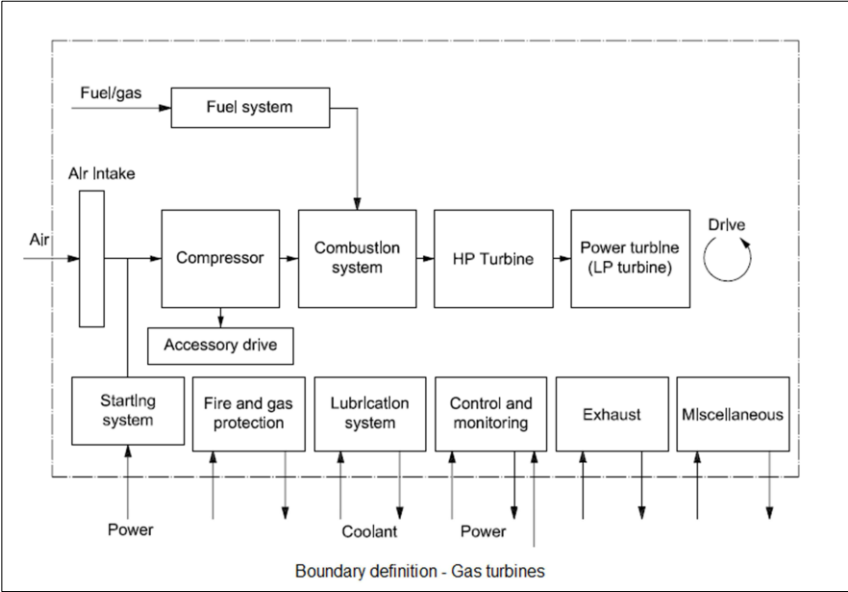 Fuel/gas
Fuel system
Air Intake
Air
Compressor
Combustion
system
HP Turbine
Power turbine
(LP turbine)
Drive
Accessory drive
Starting
system
Fire and gas
protection
Lubrication
system
Control and
monitoring
Exhaust
Miscellaneous
Power
Coolant
Power
Boundary definition - Gas turbines